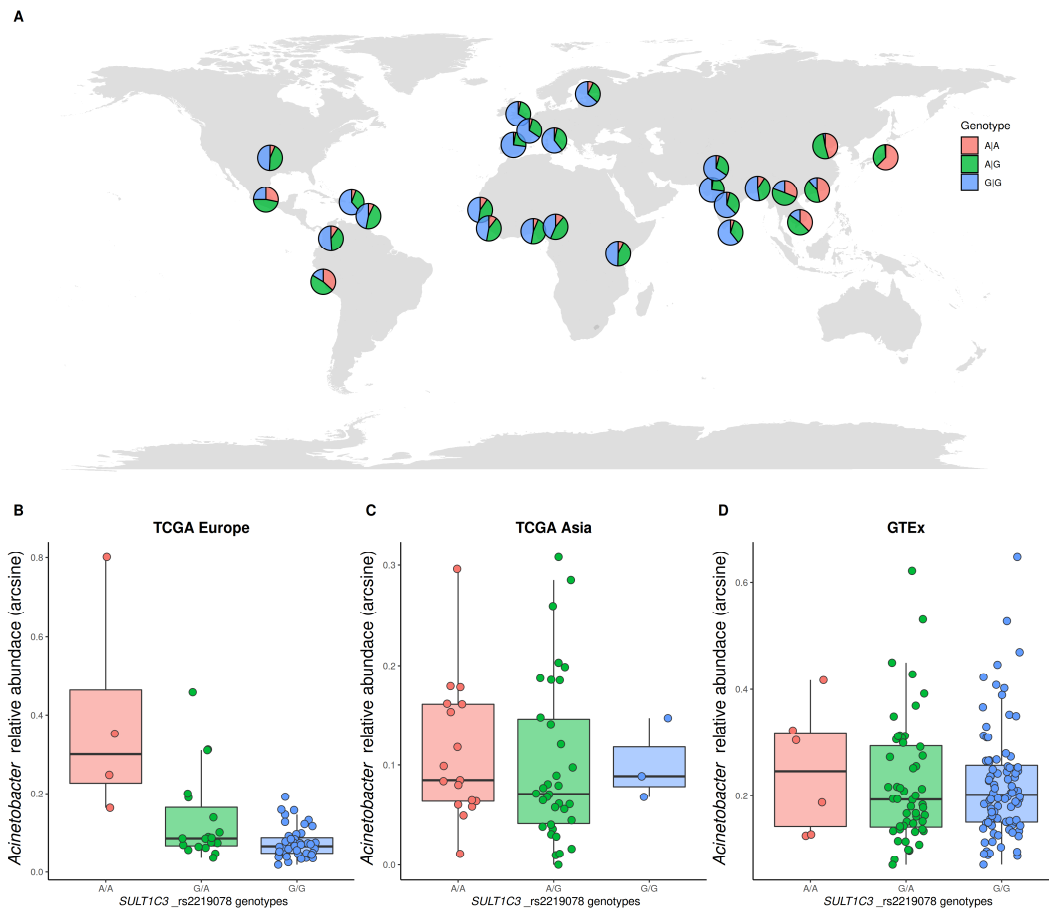 A
Genotype
A|A
A|G
G|G
B
TCGA Europe
Acinetobacter relative abundace (arcsine)
0.8
0.6
0.4
0.2
0.0
A/A
G/A
G/G
SULT1C3 _rs2219078 genotypes
C
TCGA Asia
Acinetobacter relative abundace (arcsine)
0.3
0.2
0.1
0.0
A/A
A/G
G/G
SULT1C3 _rs2219078 genotypes
D
GTEx
Acinetobacter relative abundace (arcsine)
0.6
0.4
0.2
A/A
G/A
G/G
SULT1C3 _rs2219078 genotypes